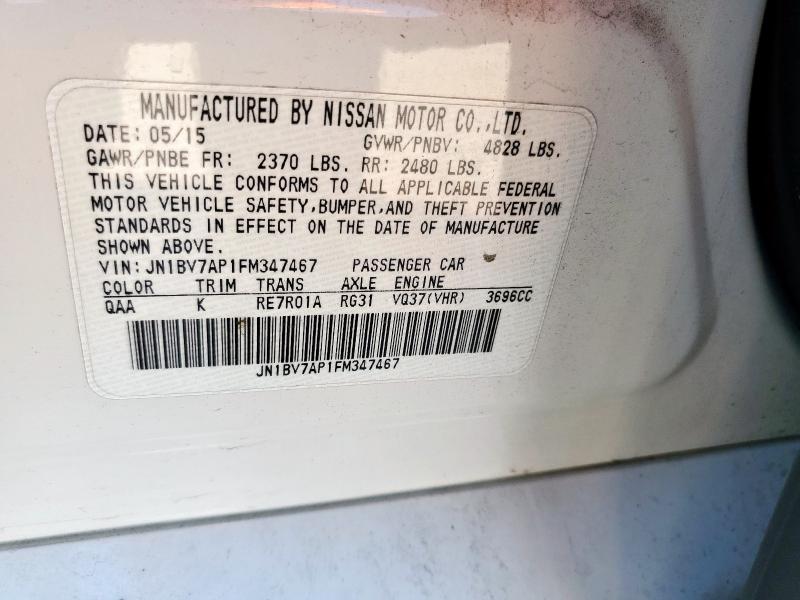 MANUFACTURED BY NISSAN MOTOR CO.,LTD.
DATE: 05/15 GVWR/PNBV: 4828 LBS.
GAWR/PNBE FR: 2370 LBS. RR: 2480 LBS.
THIS VEHICLE CONFORMS TO ALL APPLICABLE FEDERAL
MOTOR VEHICLE SAFETY,BUMPER,AND THEFT PREVENTION
STANDARDS IN EFFECT ON THE DATE OF MANUFACTURE
SHOWN ABOVE.
VIN: JN1BV7AP1FM347467 PASSENGER CAR
COLOR TRIM TRANS AXLE ENGINE
QAA K RE7R01A RG31 VQ37(VHR) 3696CC
JN1BV7AP1FM347467